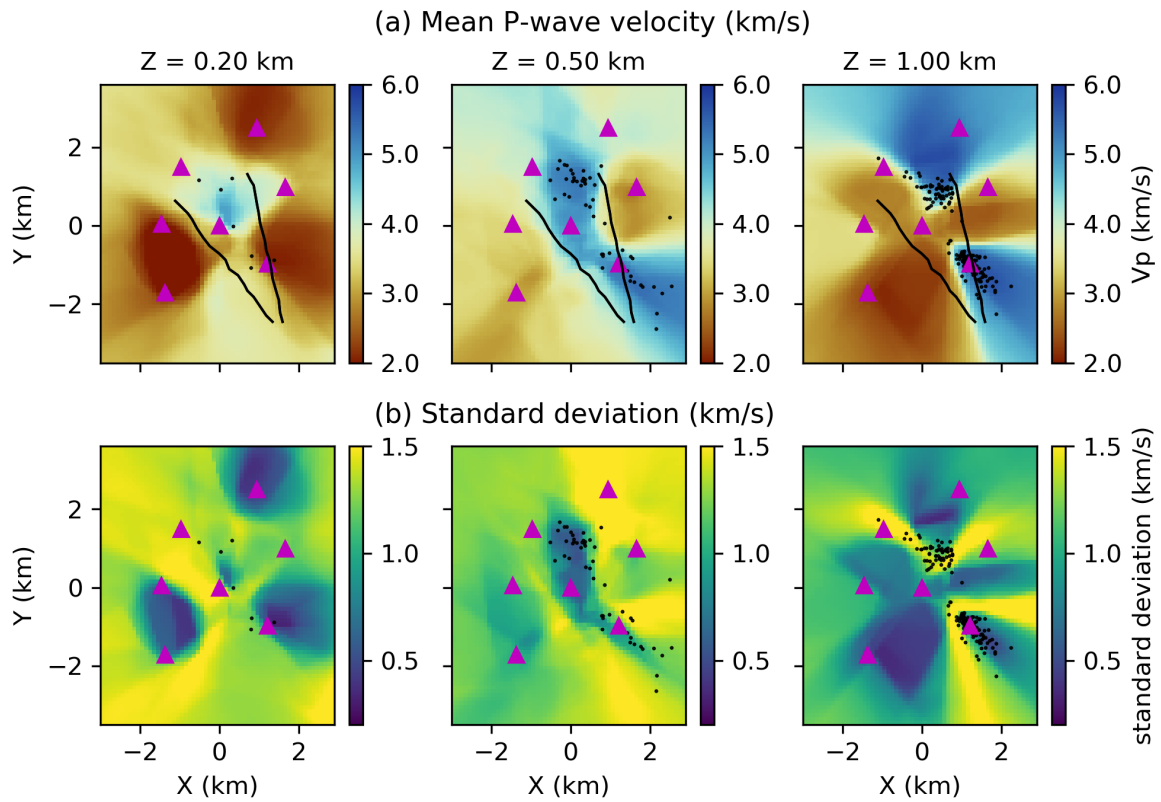 (a) Mean P-wave velocity (km/s)
Z = 0.20 km
Z = 0.50 km
Z = 1.00 km
Y (km)
2
0
−2
6.0
5.0
4.0
3.0
2.0
6.0
5.0
4.0
3.0
2.0
6.0
5.0
4.0
3.0
2.0
Vp (km/s)
(b) Standard deviation (km/s)
Y (km)
2
0
−2
1.5
1.0
0.5
1.5
1.0
0.5
1.5
1.0
0.5
standard deviation (km/s)
−2 0 2
−2 0 2
−2 0 2
X (km)
X (km)
X (km)